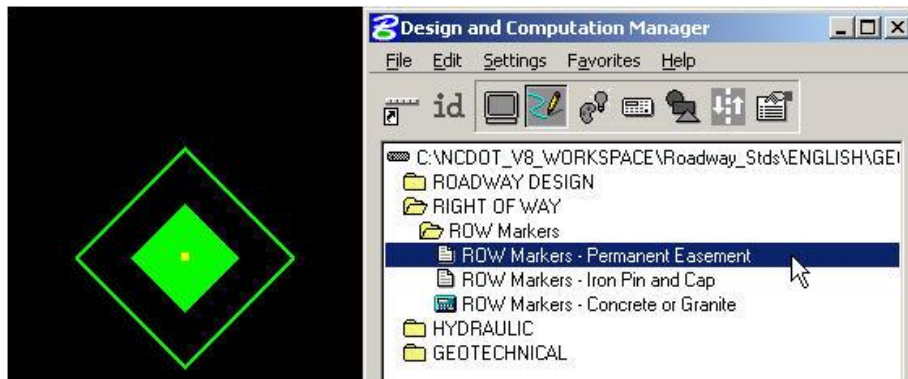 Design and Computation Manager
File Edit Settings Favorites Help
id
C:\NCDOT_V8_WORKSPACE\Roadway_Stds\ENGLISH\GE
ROADWAY DESIGN
RIGHT OF WAY
ROW Markers
ROW Markers - Permanent Easement
ROW Markers - Iron Pin and Cap
ROW Markers - Concrete or Granite
HYDRAULIC
GEOTECHNICAL